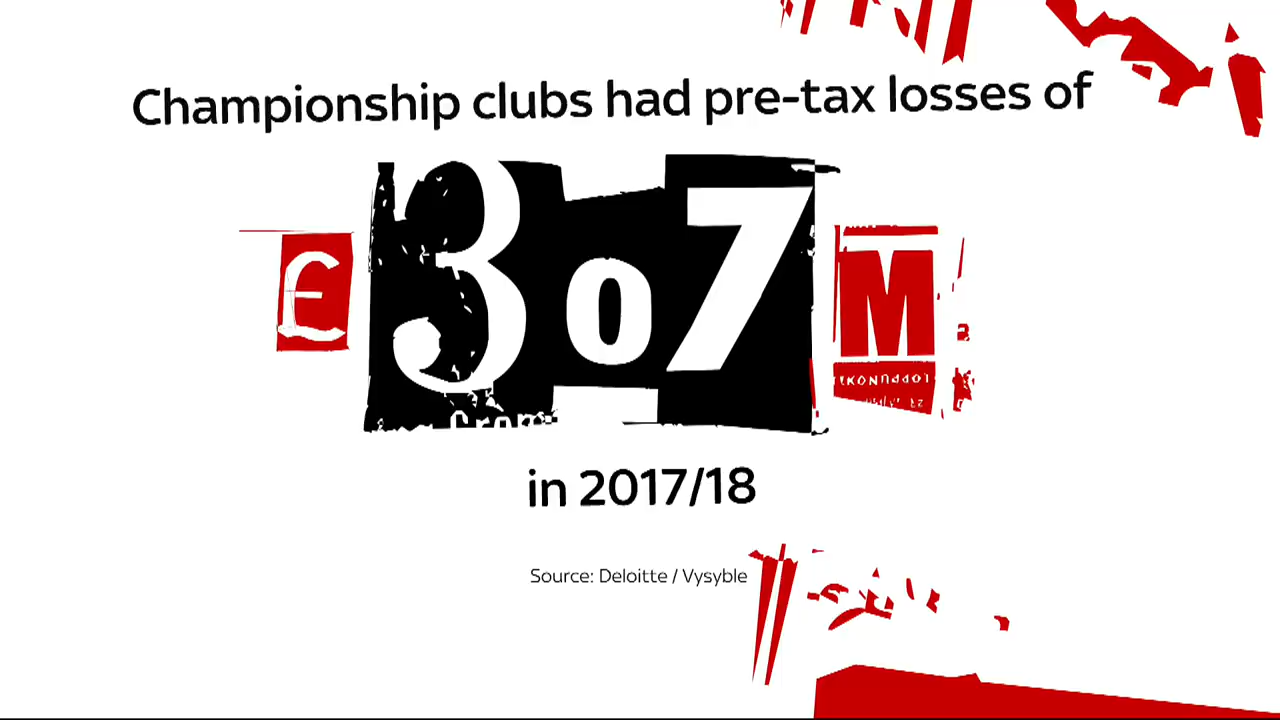 Championship clubs had pre-tax losses of
£307M
in 2017/18
Source: Deloitte / Vysyble